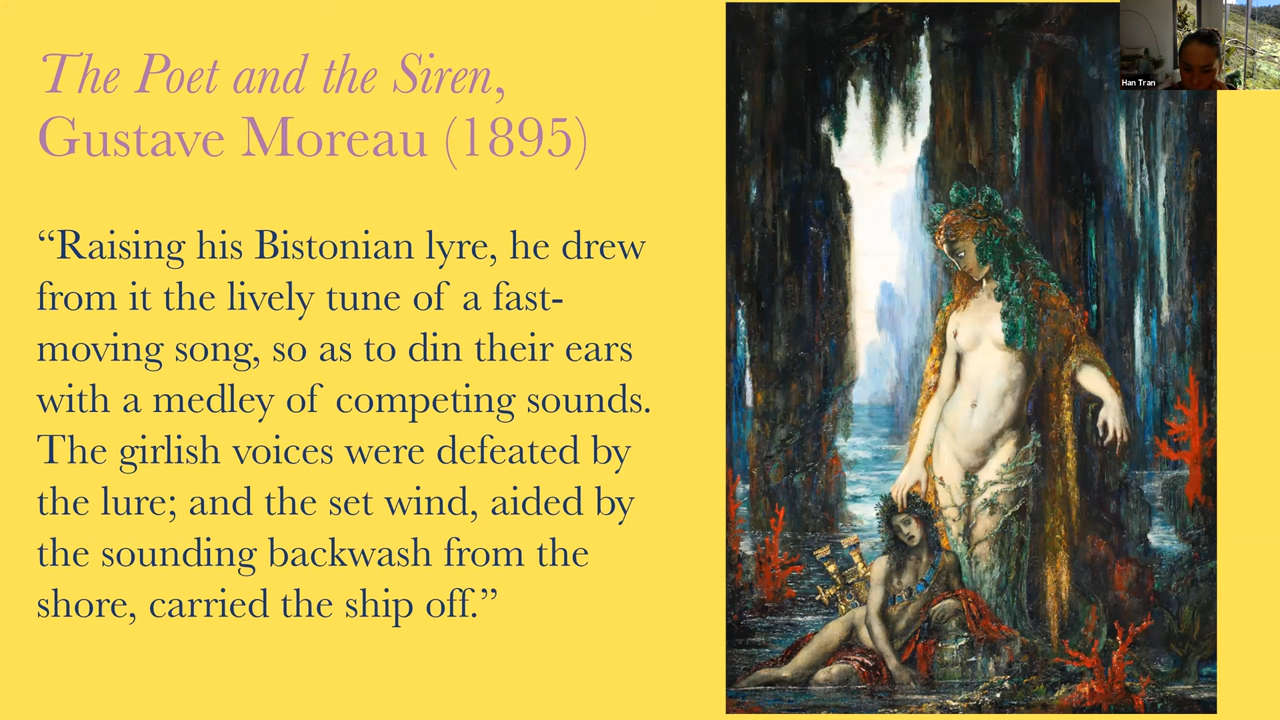 The Poet and the Siren,
Gustave Moreau (1895)
“Raising his Bistonian lyre, he drew
from it the lively tune of a fast-
moving song, so as to din their ears
with a medley of competing sounds.
The girlish voices were defeated by
the lure; and the set wind, aided by
the sounding backwash from the
shore, carried the ship off.”
Han Tran